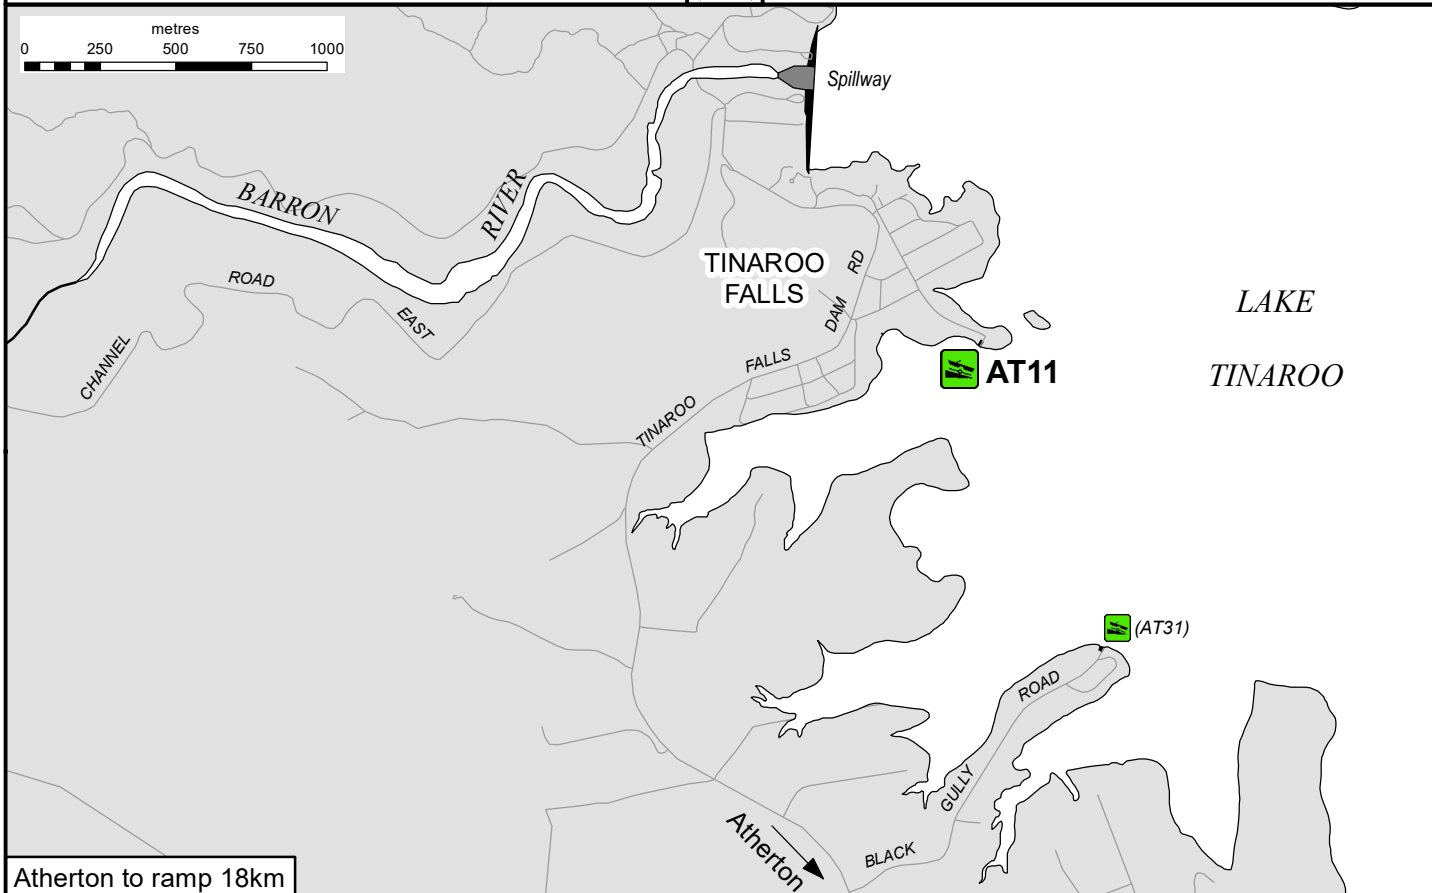 metres
0 250 500 750 1000
Spillway
BARRON
RIVER
ROAD
EAST
CHANNEL
TINAROO
FALLS
RD
DAM
FALLS
TINAROO
LAKE
TINAROO
AT11
(AT31)
ROAD
GULLY
BLACK
Atherton
Atherton to ramp 18km